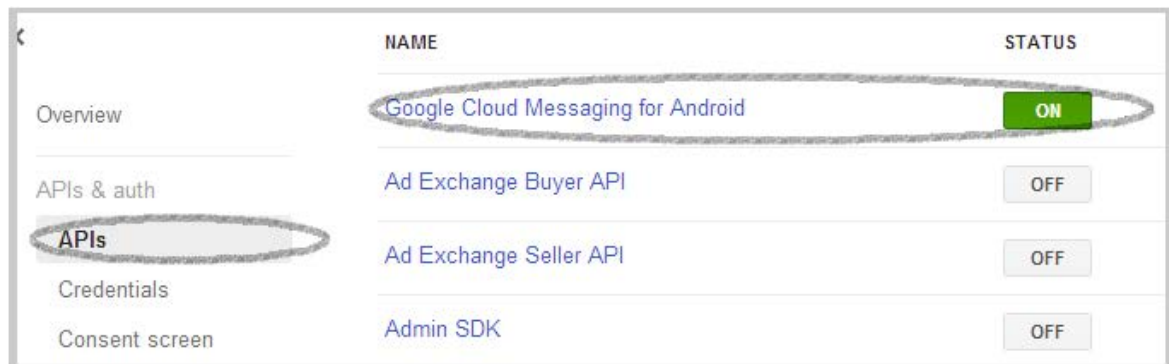 NAME STATUS
Overview
Google Cloud Messaging for Android ON
APIs & auth
Ad Exchange Buyer API OFF
APIs
Ad Exchange Seller API OFF
Credentials
Consent screen
Admin SDK OFF